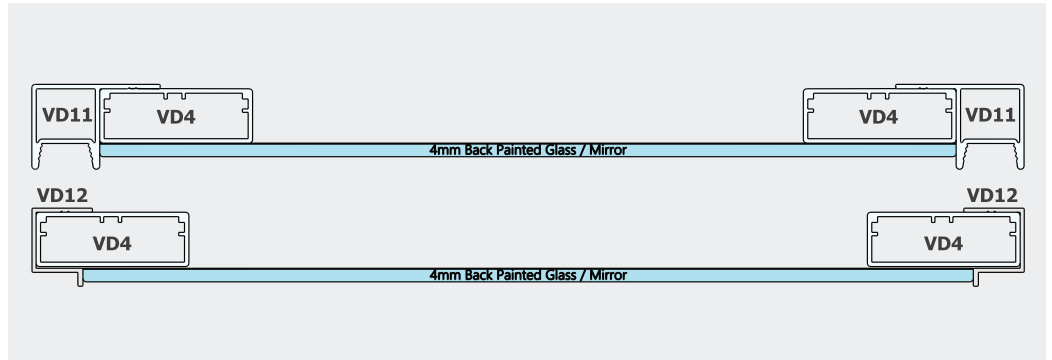 VD11 VD4 VD4 VD11
4mm Back Painted Glass / Mirror
VD12 VD12
VD4 VD4
4mm Back Painted Glass / Mirror